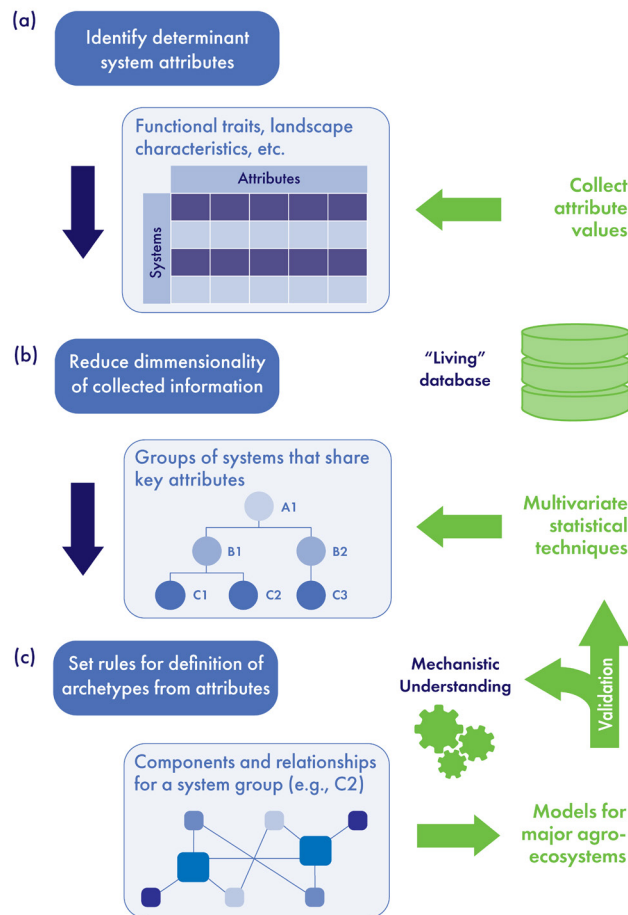 (a)
Identify determinant
system attributes
Functional traits, landscape
characteristics, etc.
Attributes
Systems
Collect
attribute
values
(b)
Reduce dimmensionality
of collected information
"Living"
database
Groups of systems that share
key attributes
A1
B1
B2
C1
C2
C3
Multivariate
statistical
techniques
(c)
Set rules for definition of
archetypes from attributes
Mechanistic
Understanding
Validation
Components and relationships
for a system group (e.g., C2)
Models for
major agro-
ecosystems